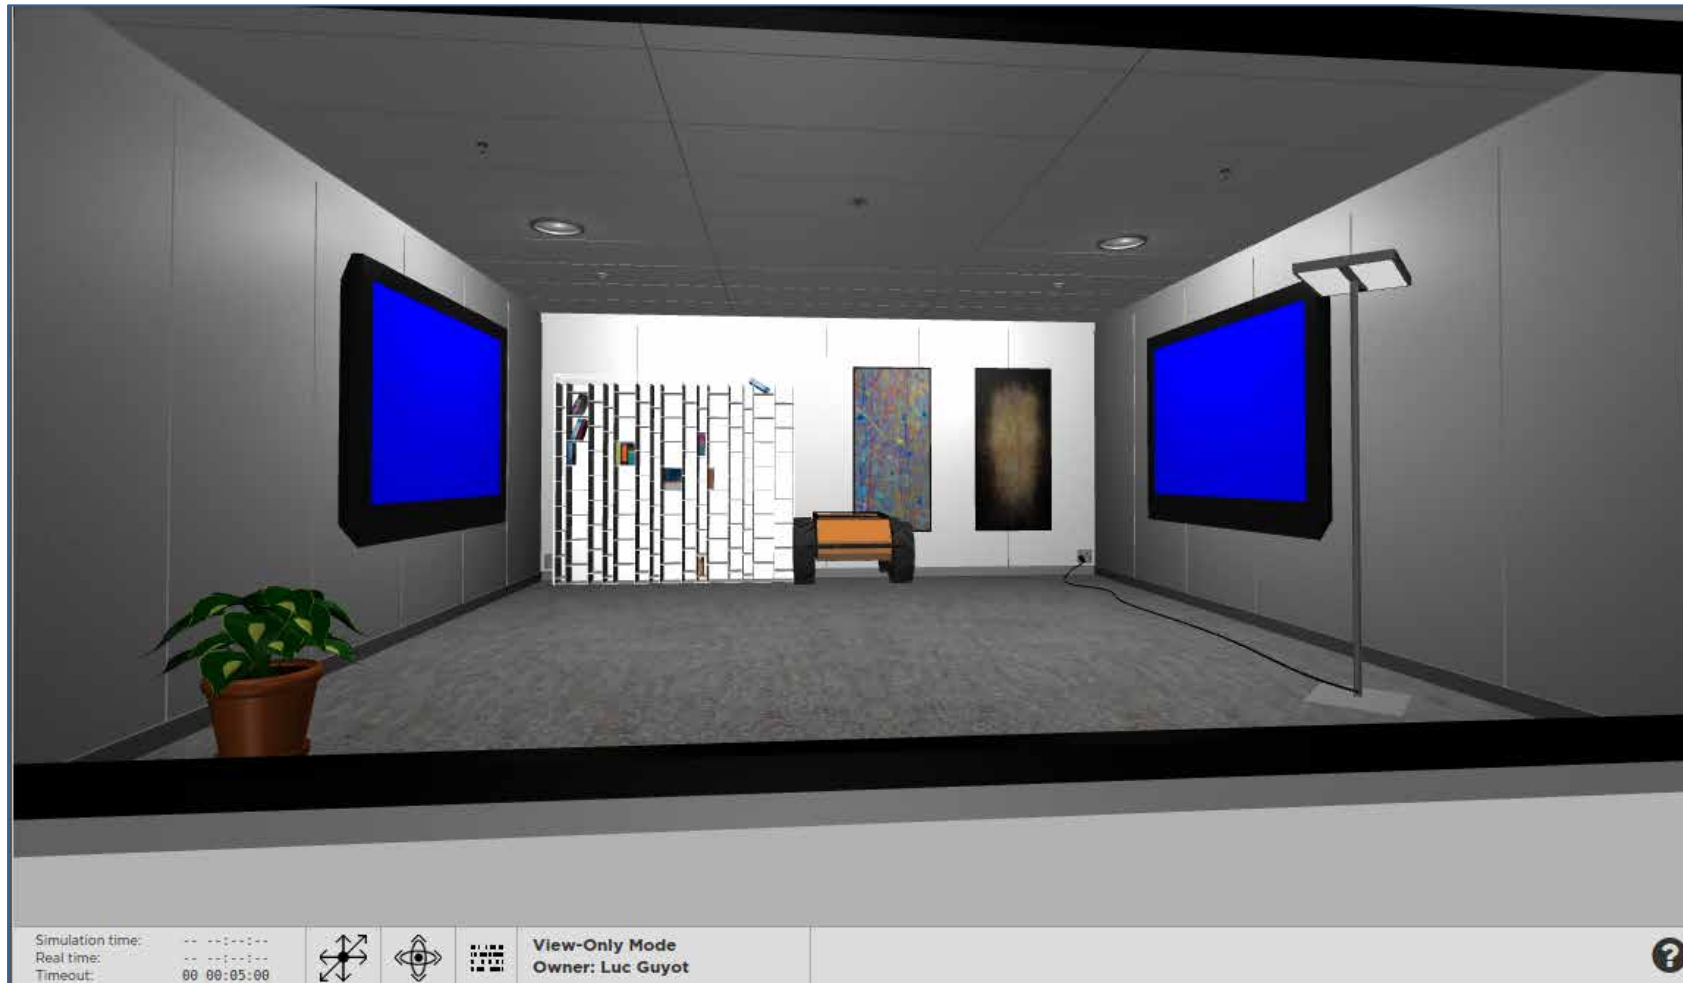 Simulation time: -- --:--:--
Real time: -- --:--:--
Timeout: 00 00:05:00
View-Only Mode
Owner: Luc Guyot
?